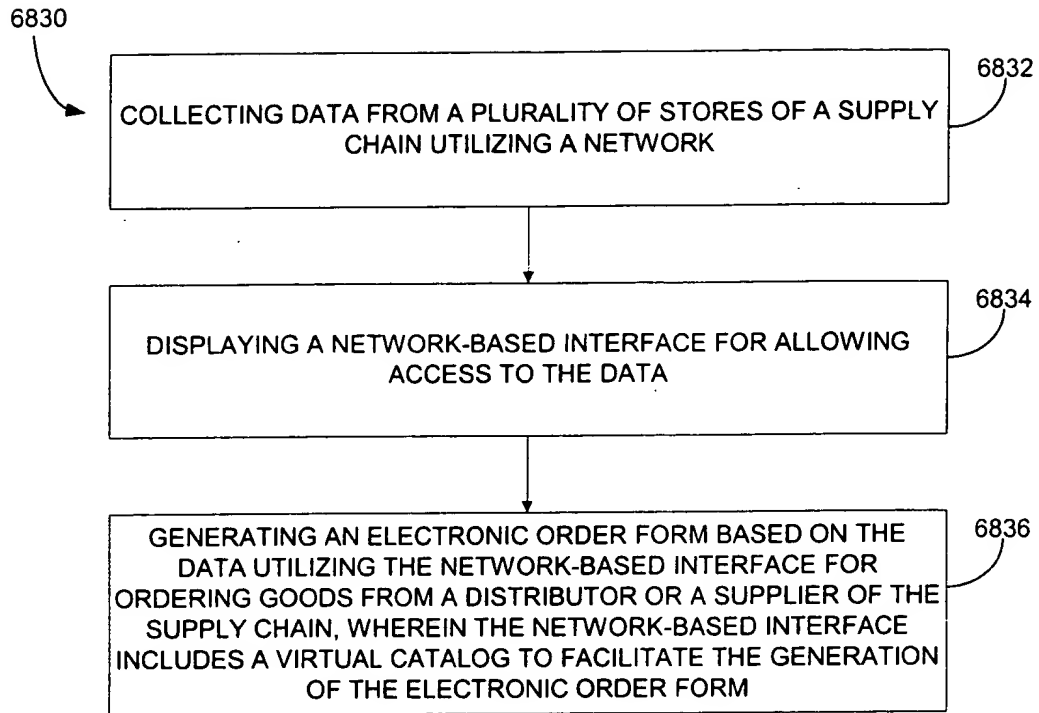 6830
6832
COLLECTING DATA FROM A PLURALITY OF STORES OF A SUPPLY
CHAIN UTILIZING A NETWORK
6834
DISPLAYING A NETWORK-BASED INTERFACE FOR ALLOWING
ACCESS TO THE DATA
6836
GENERATING AN ELECTRONIC ORDER FORM BASED ON THE
DATA UTILIZING THE NETWORK-BASED INTERFACE FOR
ORDERING GOODS FROM A DISTRIBUTOR OR A SUPPLIER OF THE
SUPPLY CHAIN, WHEREIN THE NETWORK-BASED INTERFACE
INCLUDES A VIRTUAL CATALOG TO FACILITATE THE GENERATION
OF THE ELECTRONIC ORDER FORM